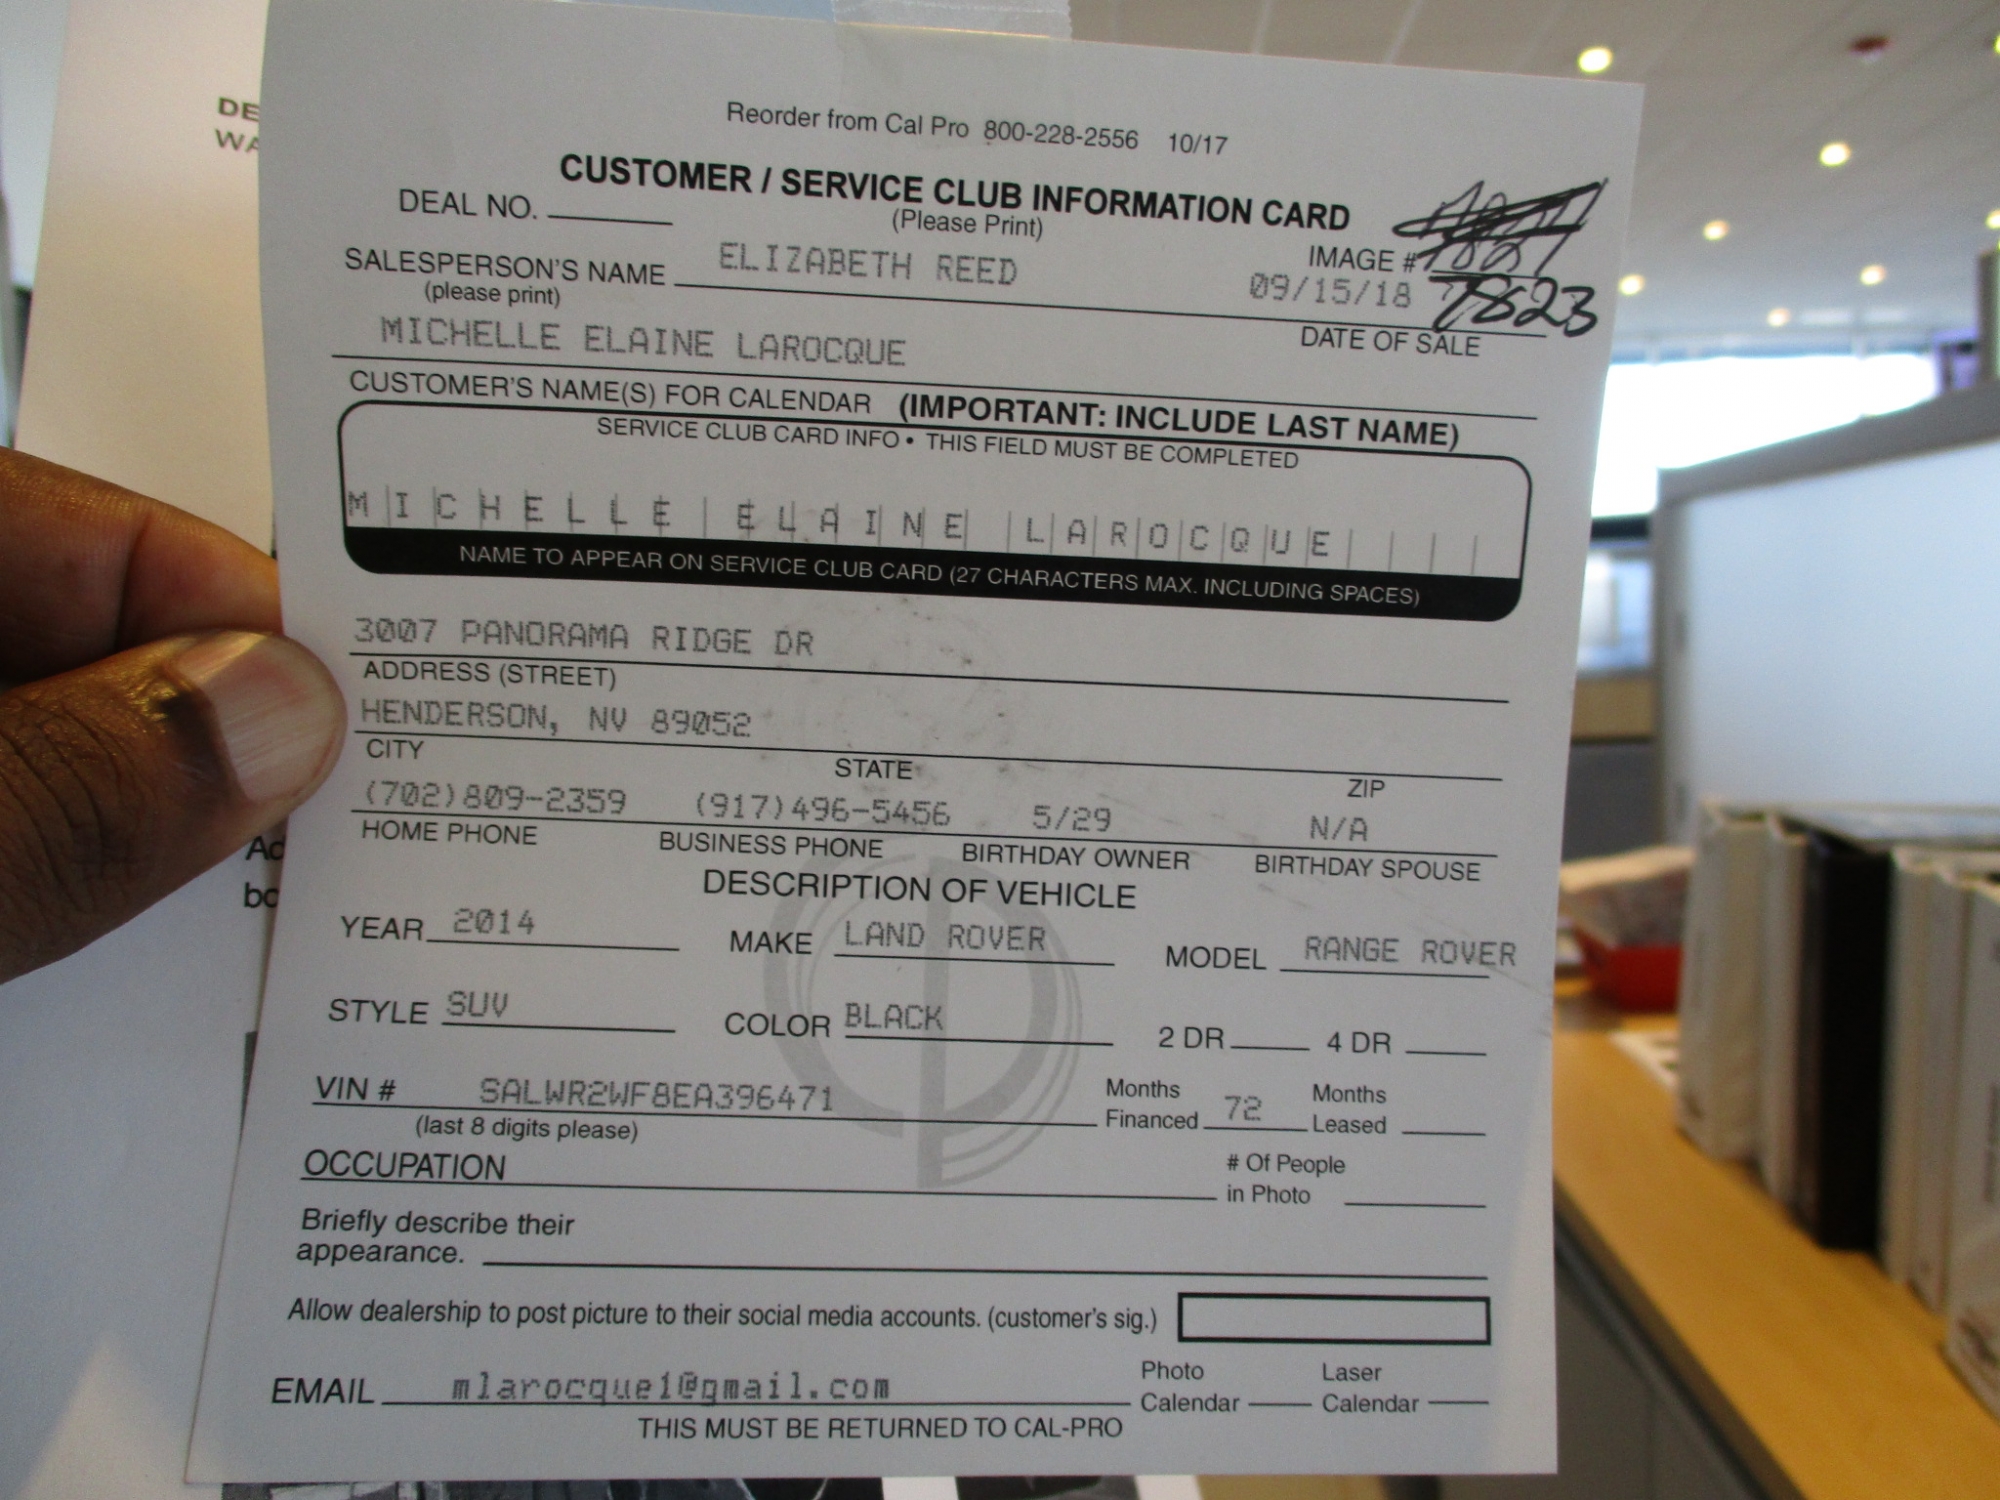 DE
WA
Reorder from Cal Pro 800-228-2556 10/17
CUSTOMER / SERVICE CLUB INFORMATION CARD
(Please Print)
DEAL NO.
IMAGE # 7823
SALESPERSON'S NAME ELIZABETH REED
(please print)
09/15/18
DATE OF SALE
MICHELLE ELAINE LAROCQUE
CUSTOMER'S NAME(S) FOR CALENDAR (IMPORTANT: INCLUDE LAST NAME)
SERVICE CLUB CARD INFO • THIS FIELD MUST BE COMPLETED
MICHELLE ELAINE LAROCQUE
NAME TO APPEAR ON SERVICE CLUB CARD (27 CHARACTERS MAX. INCLUDING SPACES)
3007 PANORAMA RIDGE DR
ADDRESS (STREET)
HENDERSON, NV 89052
CITY STATE ZIP
(702)809-2359 (917)496-5456 5/29 N/A
HOME PHONE BUSINESS PHONE BIRTHDAY OWNER BIRTHDAY SPOUSE
DESCRIPTION OF VEHICLE
YEAR 2014 MAKE LAND ROVER MODEL RANGE ROVER
STYLE SUV COLOR BLACK 2 DR 4 DR
VIN # SALWR2WF8EA396471
(last 8 digits please)
Months Financed 72 Months Leased
OCCUPATION
# Of People in Photo
Briefly describe their
appearance.
Allow dealership to post picture to their social media accounts. (customer's sig.)
EMAIL mlarocque1@gmail.com
Photo Calendar Laser Calendar
THIS MUST BE RETURNED TO CAL-PRO